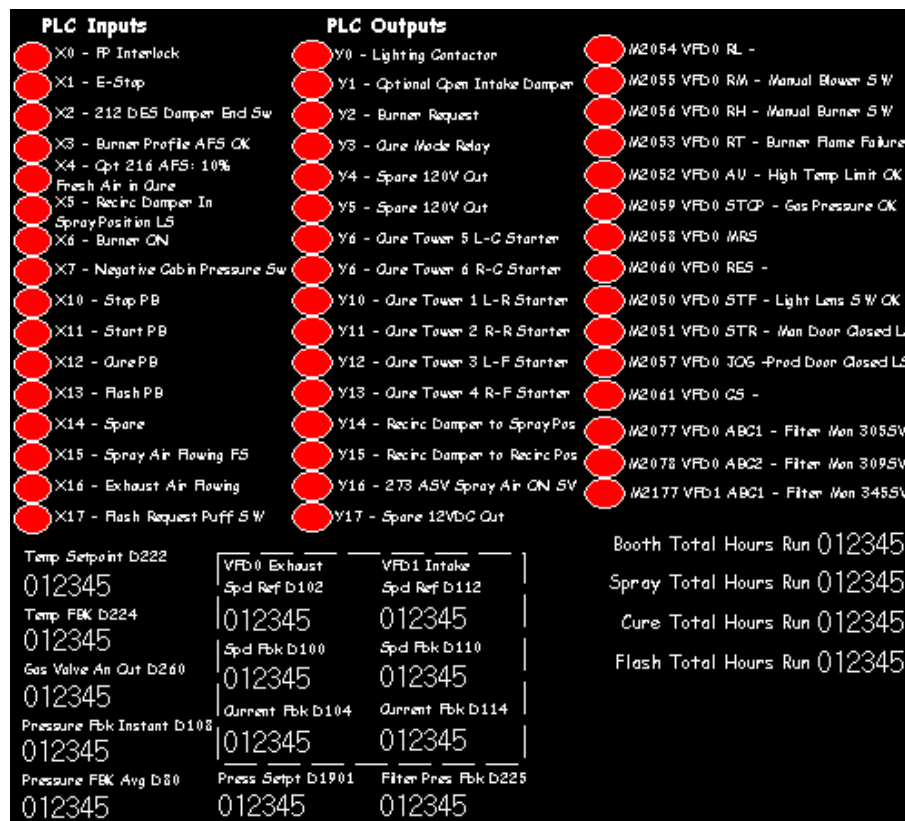 PLC Inputs
X0 - FP Interlock
X1 - E-Stop
X2 - 212 DES Damper End Sw
X3 - Burner Profile AFS OK
X4 - Opt 216 AFS: 10%
Fresh Air in Cure
X5 - Recirc Damper In
Spray Position LS
X6 - Burner ON
X7 - Negative Cabin Pressure Sw
X10 - Stop PB
X11 - Start PB
X12 - Cure PB
X13 - Flash PB
X14 - Spare
X15 - Spray Air Flowing FS
X16 - Exhaust Air Flowing
X17 - Flash Request Puff SW
PLC Outputs
Y0 - Lighting Contactor
Y1 - Optional Open Intake Damper
Y2 - Burner Request
Y3 - Cure Mode Relay
Y4 - Spare 120V Out
Y5 - Spare 120V Out
Y6 - Cure Tower 5 L-C Starter
Y6 - Cure Tower 6 R-C Starter
Y10 - Cure Tower 1 L-R Starter
Y11 - Cure Tower 2 R-R Starter
Y12 - Cure Tower 3 L-F Starter
Y13 - Cure Tower 4 R-F Starter
Y14 - Recirc Damper to Spray Pos
Y15 - Recirc Damper to Recirc Pos
Y16 - 273 ASV Spray Air ON SV
Y17 - Spare 12VDC Out
M2054 VFD0 RL -
M2055 VFD0 RM - Manual Blower SW
M2056 VFD0 RH - Manual Burner SW
M2053 VFD0 RT - Burner Flame Failure
M2052 VFD0 AU - High Temp Limit OK
M2059 VFD0 STOP - Gas Pressure OK
M2058 VFD0 MRS
M2060 VFD0 RES -
M2050 VFD0 STF - Light Lens SW OK
M2051 VFD0 STR - Man Door Closed L
M2057 VFD0 JOG -Prod Door Closed LS
M2061 VFD0 CS -
M2077 VFD0 ABC1 - Filter Mon 305SV
M2078 VFD0 ABC2 - Filter Mon 309SV
M2177 VFD1 ABC1 - Filter Mon 345SV
Temp Setpoint D222
012345
Temp FBK D224
012345
Gas Valve An Out D260
012345
Pressure Fbk Instant D108
012345
Pressure FBK Avg D80
012345
VFD0 Exhaust
Spd Ref D102
012345
Spd Fbk D100
012345
Current Fbk D104
012345
Press Setpt D1901
012345
VFD1 Intake
Spd Ref D112
012345
Spd Fbk D110
012345
Current Fbk D114
012345
Filter Pres Fbk D225
012345
Booth Total Hours Run 012345
Spray Total Hours Run 012345
Cure Total Hours Run 012345
Flash Total Hours Run 012345